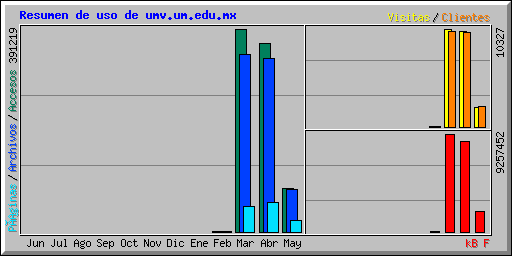 Resumen de uso de umv.um.edu.mx
Visitas/Clientes
391219
Páginas/Archivos/Accesos
10327
9257452
Jun Jul Ago Sep Oct Nov Dic Ene Feb Mar Abr May
kB F